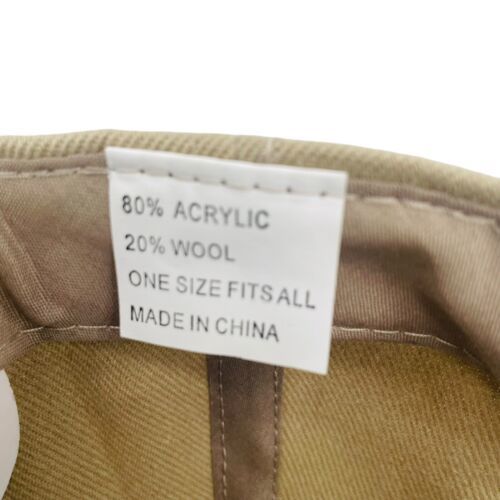 80% ACRYLIC
20% WOOL
ONE SIZE FITS ALL
MADE IN CHINA